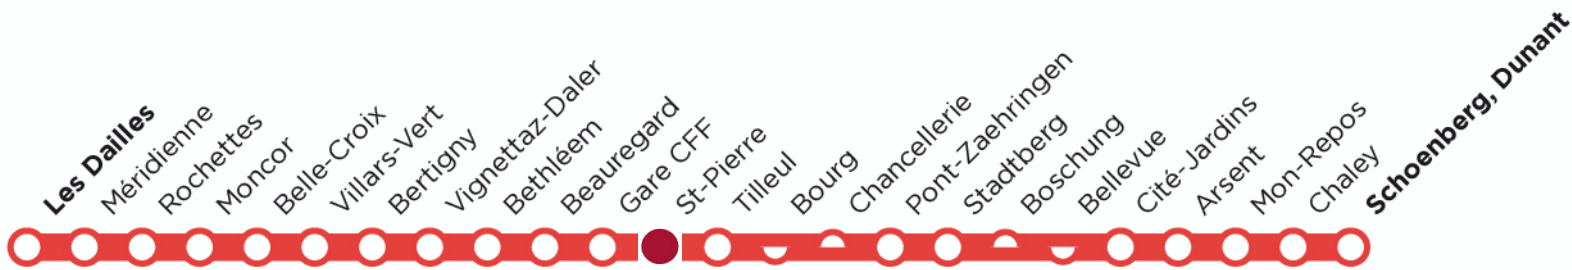 Les Dailles
Méridienne
Rochettes
Moncor
Belle-Croix
Villars-Vert
Bertigny
Vignettaz-Daler
Bethléem
Beauregard
Gare CFF
St-Pierre
Tilleul
Bourg
Chancellerie
Pont-Zaehringen
Stadtberg
Boschung
Bellevue
Cité-Jardins
Arsent
Mon-Repos
Chaley
Schoenberg, Dunant